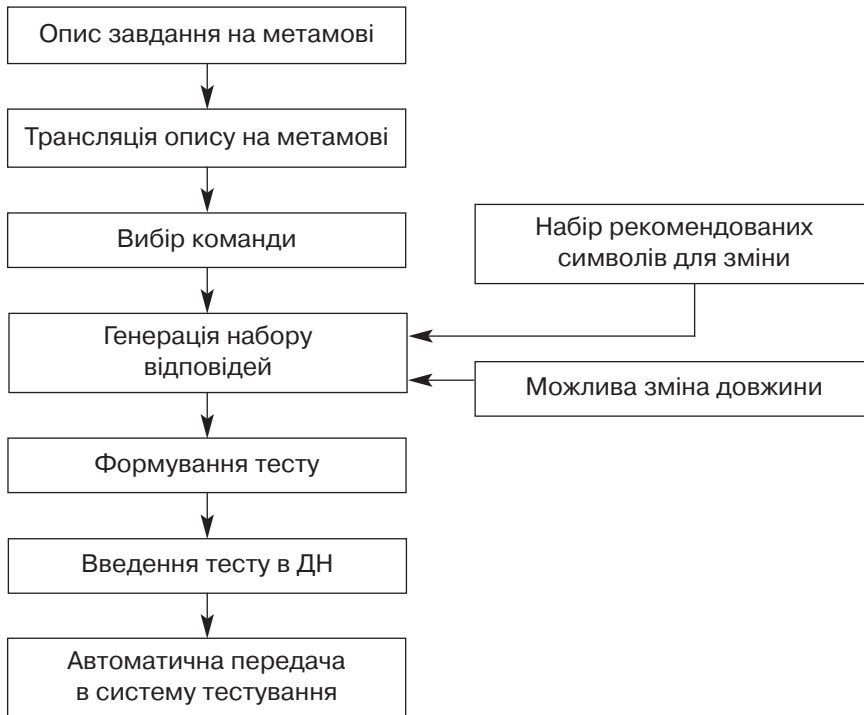 Опис завдання на метамові
Трансляція опису на метамові
Вибір команди
Набір рекомендованих
символів для зміни
Генерація набору
відповідей
Можлива зміна довжини
Формування тесту
Введення тесту в ДН
Автоматична передача
в систему тестування